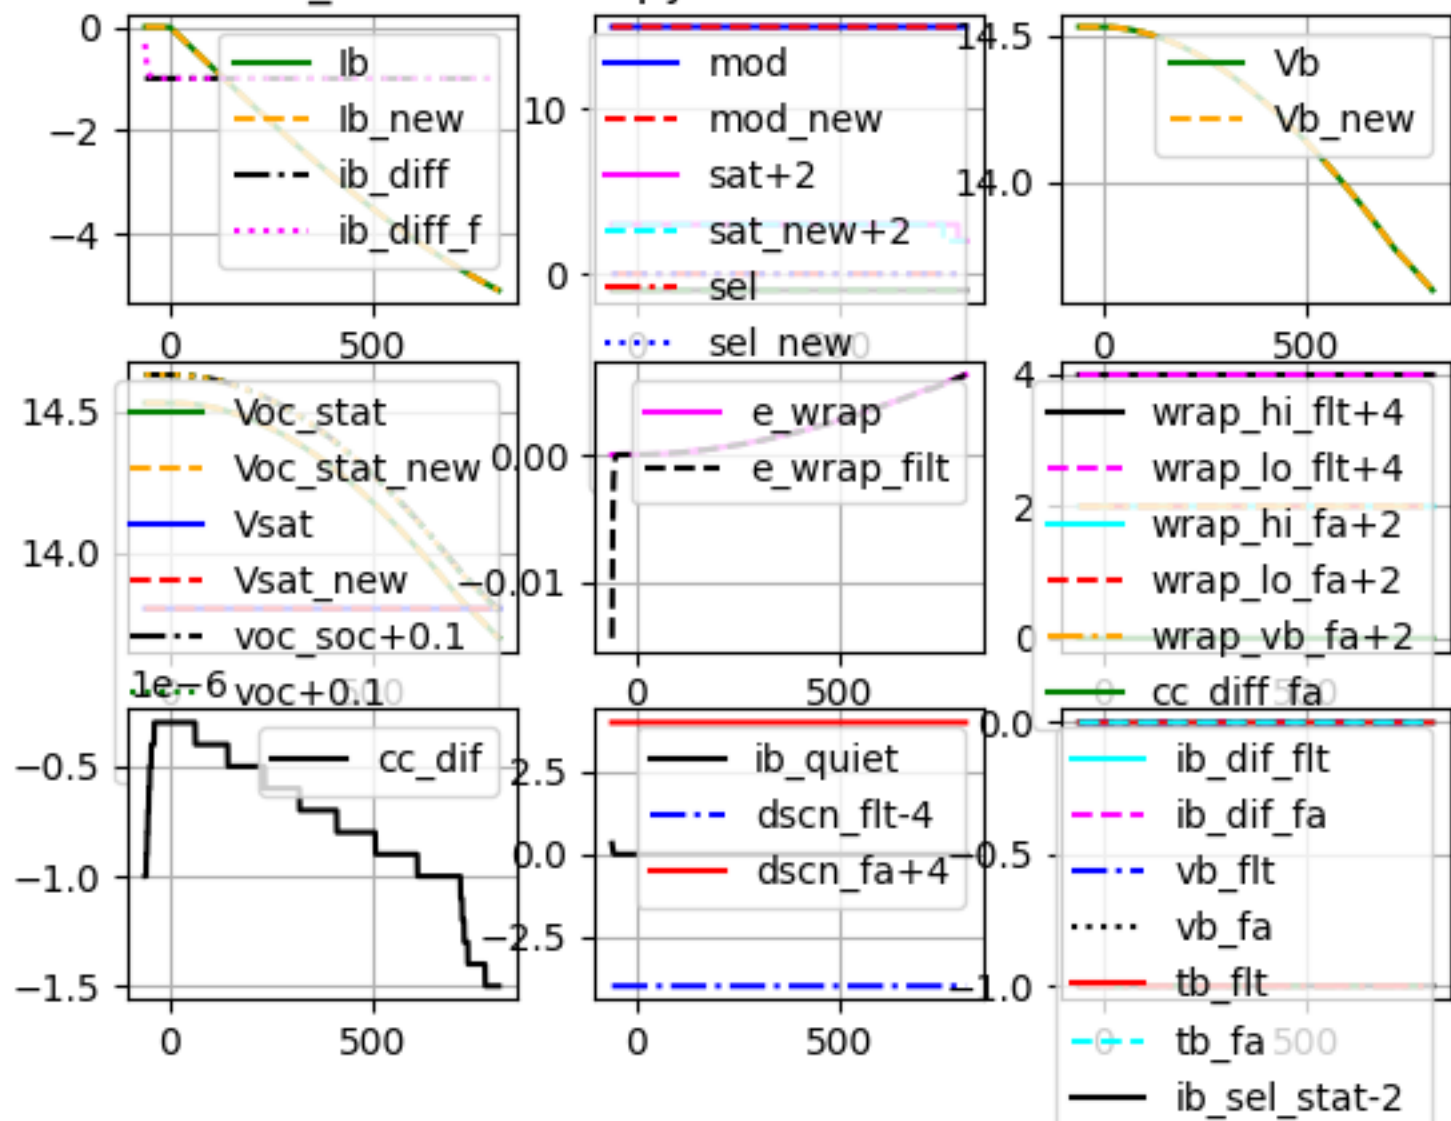 0
−2
−4
Ib
Ib_new
ib_diff
ib_diff_f
0
500
10
0
mod
mod_new
sat+2
sat_new+2
sel
sel_new
0
14.5
14.0
Vb
Vb_new
0
500
14.5
14.0
Voc_stat
Voc_stat_new
Vsat
Vsat_new
voc_soc+0.1
voc+0.1
0.00
−0.01
e_wrap
e_wrap_filt
0
500
4
2
0
wrap_hi_flt+4
wrap_lo_flt+4
wrap_hi_fa+2
wrap_lo_fa+2
wrap_vb_fa+2
cc_diff_fa
0
500
1e−6
−0.5
−1.0
−1.5
cc_dif
0
500
2.5
0.0
−2.5
ib_quiet
dscn_flt-4
dscn_fa+4
0
500
0.0
−0.5
−1.0
ib_dif_flt
ib_dif_fa
vb_flt
vb_fa
tb_flt
tb_fa
ib_sel_stat-2
0
500